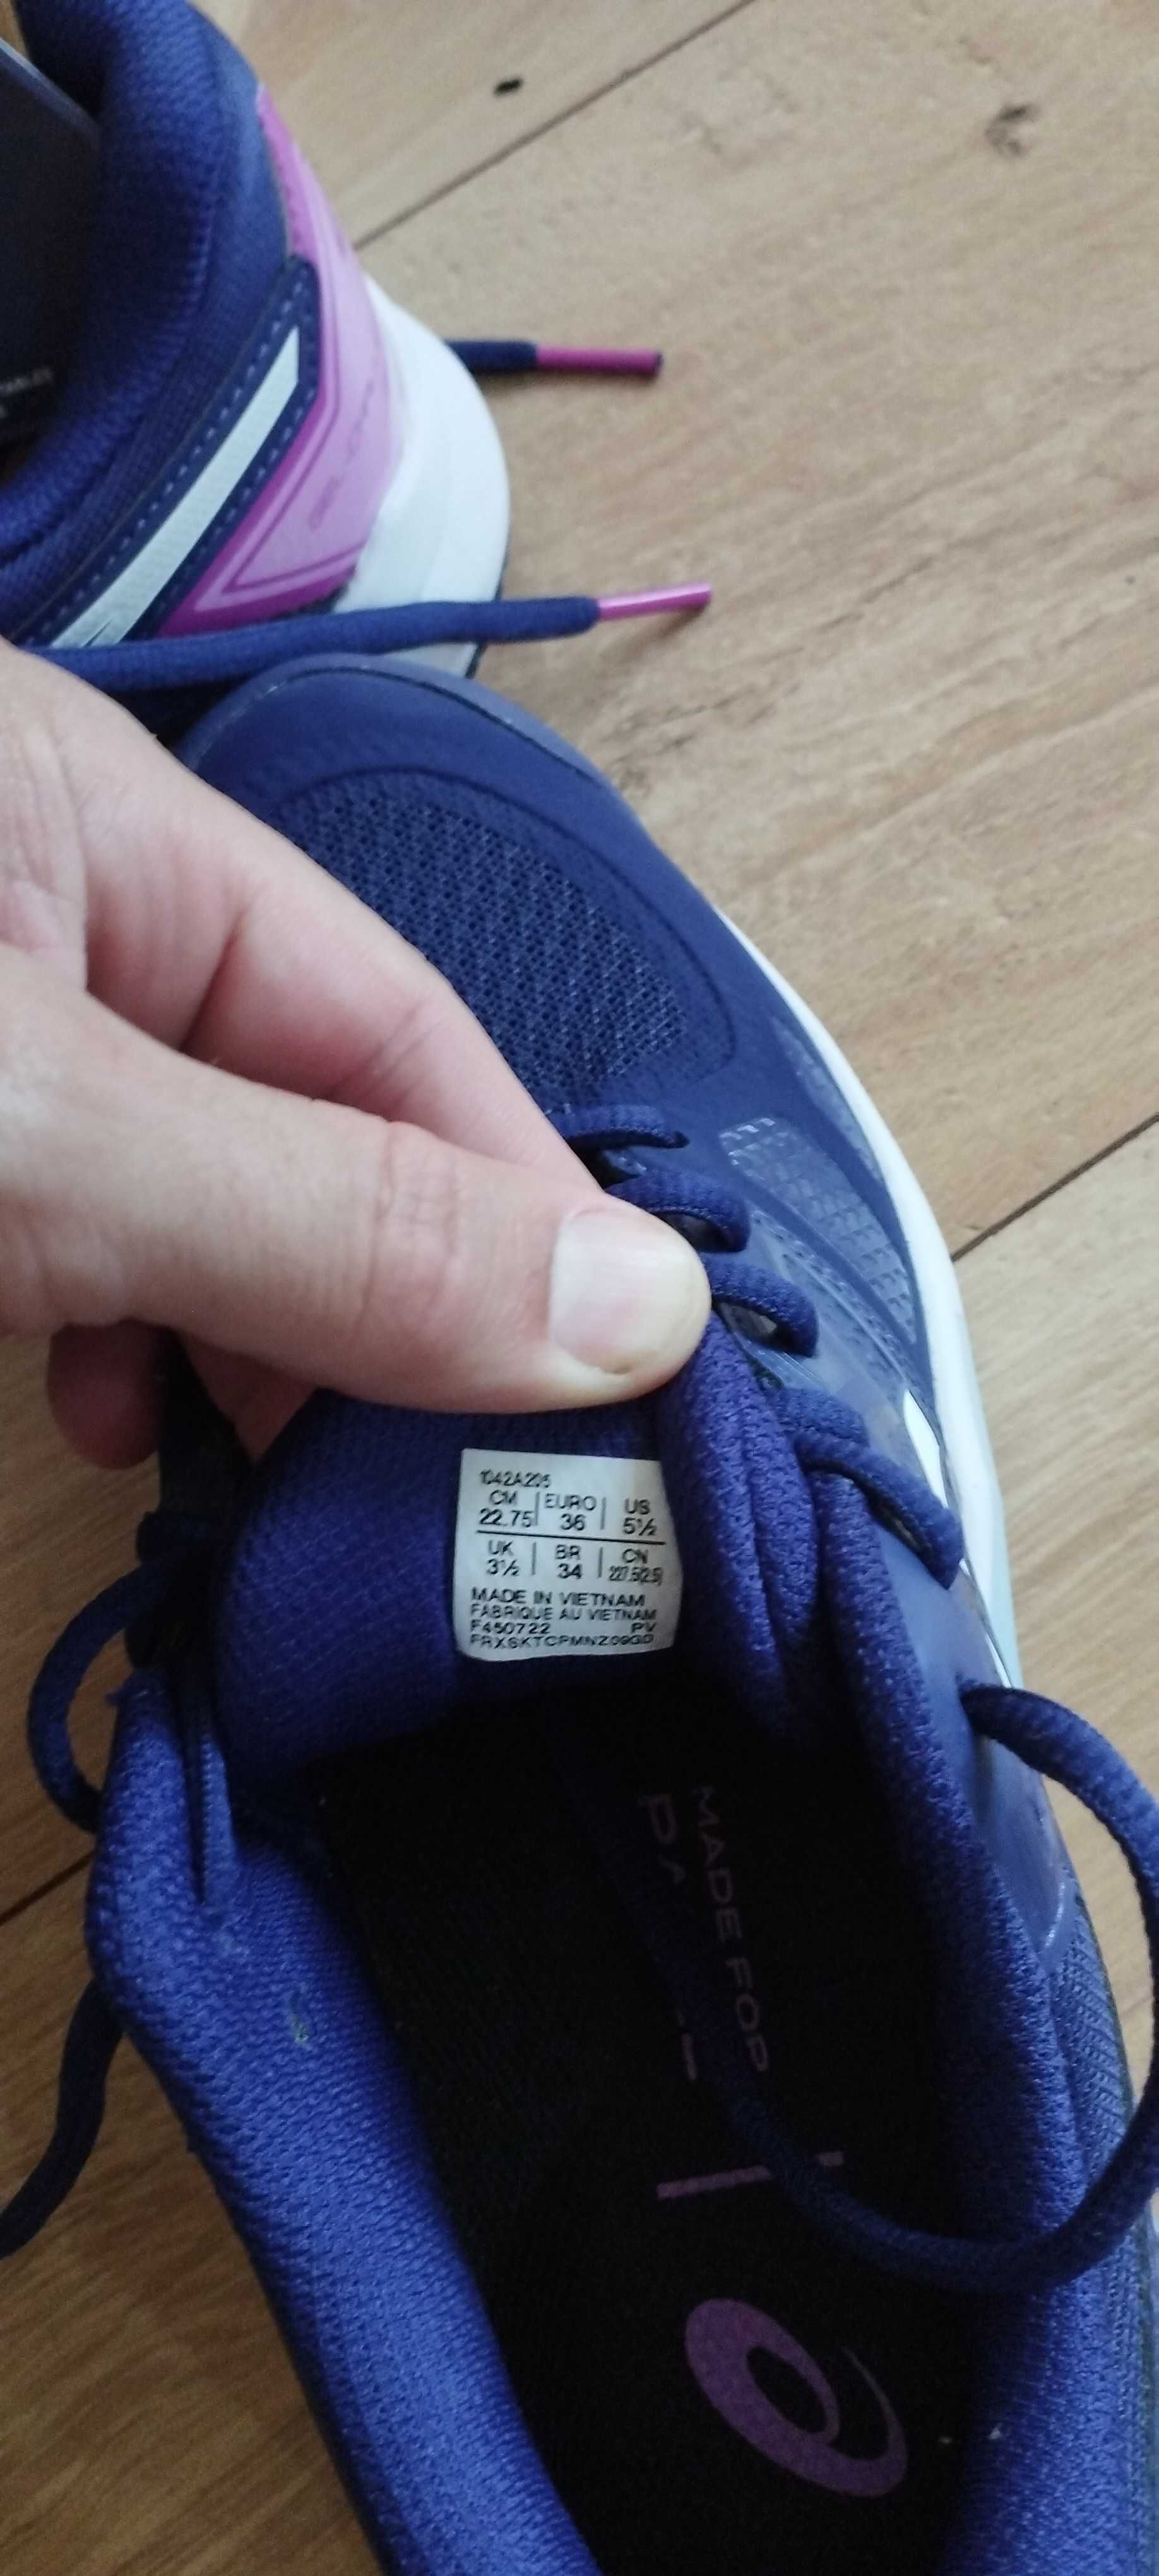 1042A205
CM EURO US
22.75 36 5½
UK BR CN
3½ 34 227.5(2.5)
MADE IN VIETNAM
FABRIQUE AU VIETNAM
F450722 PV
FRXSKTCPMNZ09GD
MADE FOR